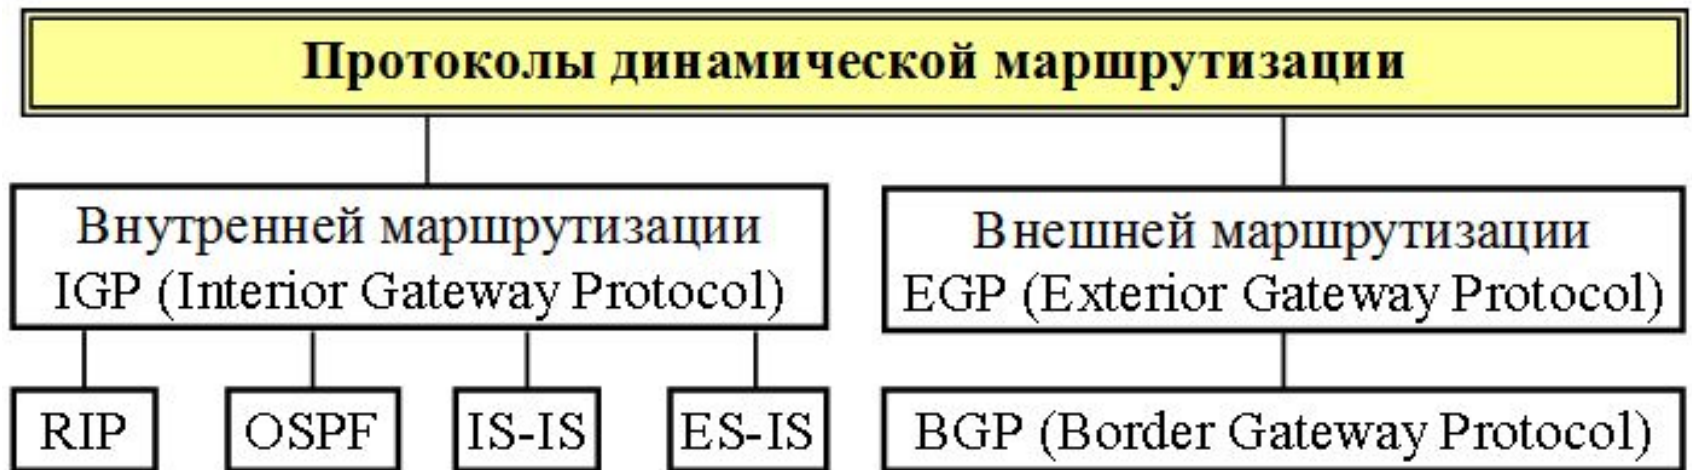 Протоколы динамической маршрутизации
Внутренней маршрутизации
IGP (Interior Gateway Protocol)
Внешней маршрутизации
EGP (Exterior Gateway Protocol)
RIP
OSPF
IS-IS
ES-IS
BGP (Border Gateway Protocol)